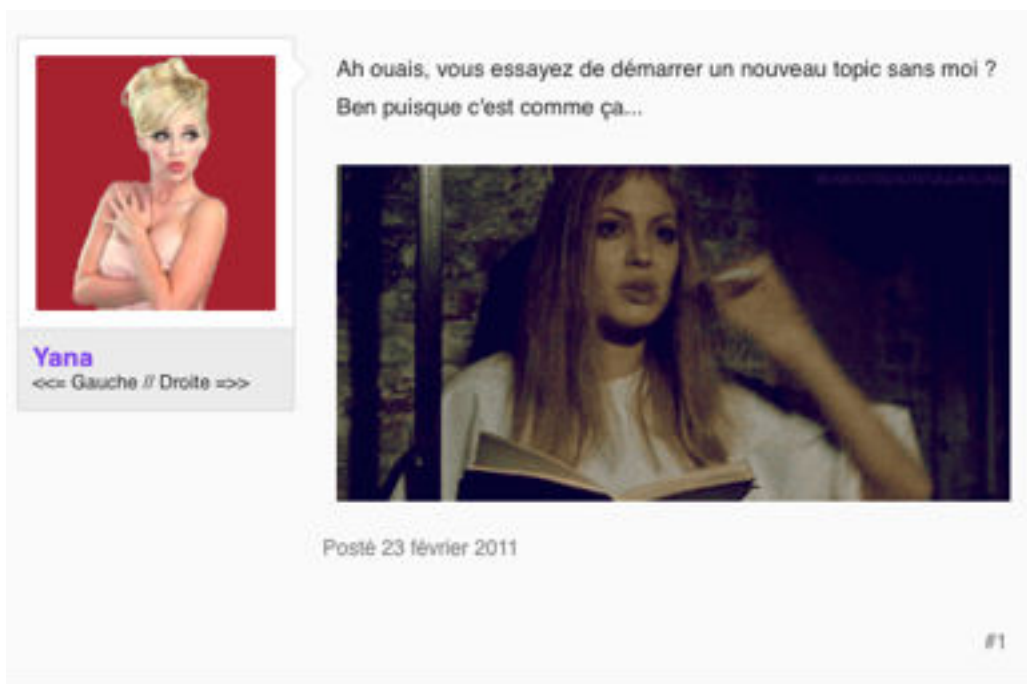 Ah ouais, vous essayez de démarrer un nouveau topic sans moi ?
Ben puisque c'est comme ça...
Yana
<<= Gauche // Droite =>>
Posté 23 février 2011
#1